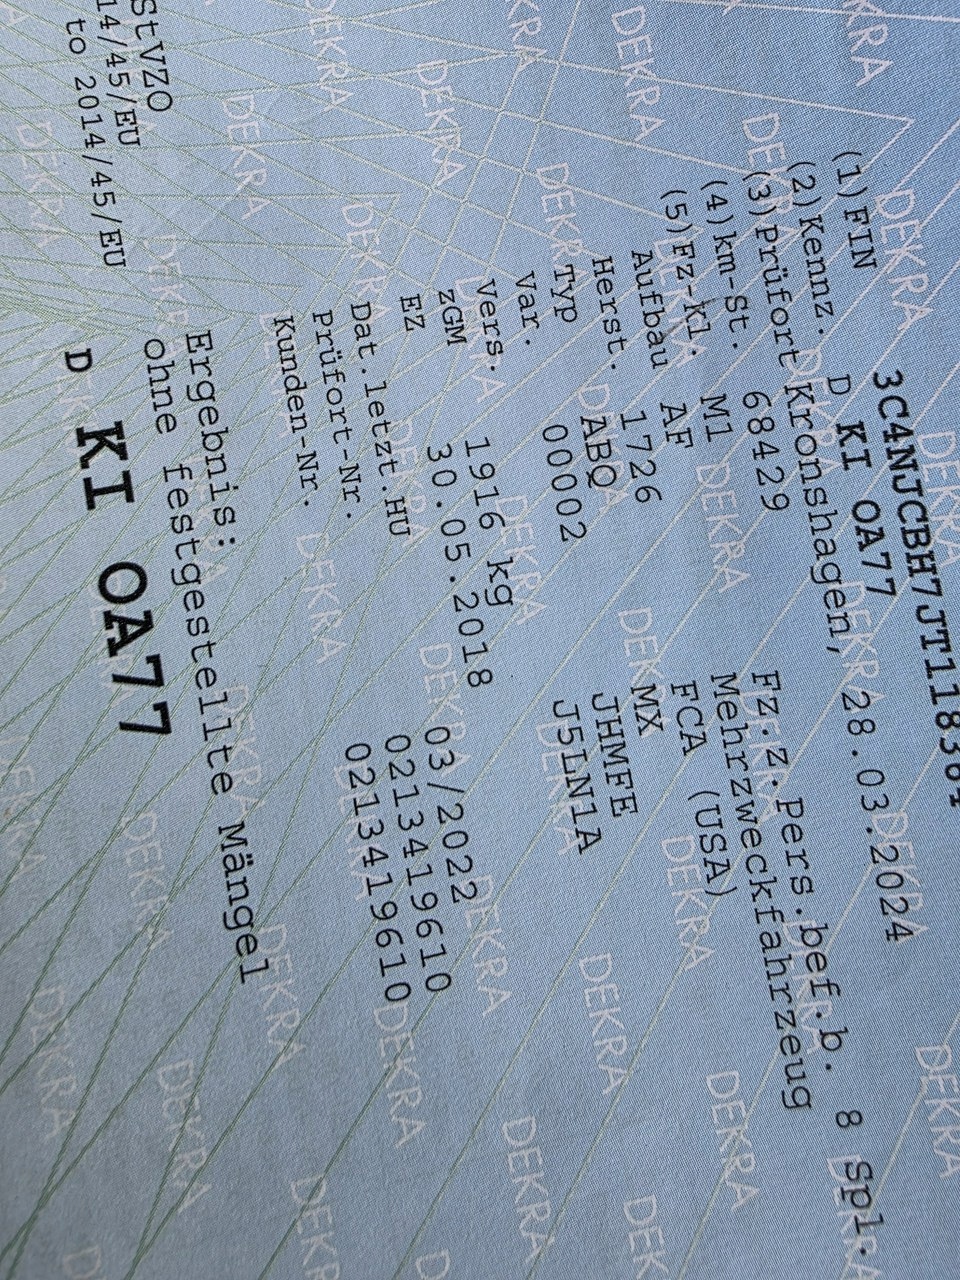 (1)FIN 3C4NJCBH7JT118364
(2)Kennz. D KI OA77
(3)Prüfort Kronshagen, 28.03.2024
(4)km-St. 68429
(5)Fz-kl. M1 Fz.z.Pers.bef.b. 8 Spl.
Aufbau AF Mehrzweckfahrzeug
Herst. 1726 FCA (USA)
Typ ABQ MX
Var. 00002 JHMFE
Vers. J5LN1A
zGM 1916 kg
EZ 30.05.2018
Dat.letzt.HU 03/2022
Prüfort-Nr. 0213419610
Kunden-Nr. 0213419610
StVZO
14/45/EU
to 2014/45/EU
Ergebnis:
ohne festgestellte Mängel
D KI OA77